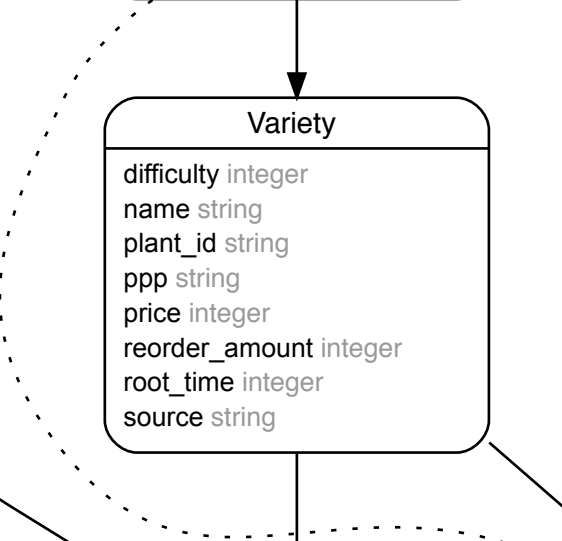 Variety
difficulty integer
name string
plant_id string
ppp string
price integer
reorder_amount integer
root_time integer
source string